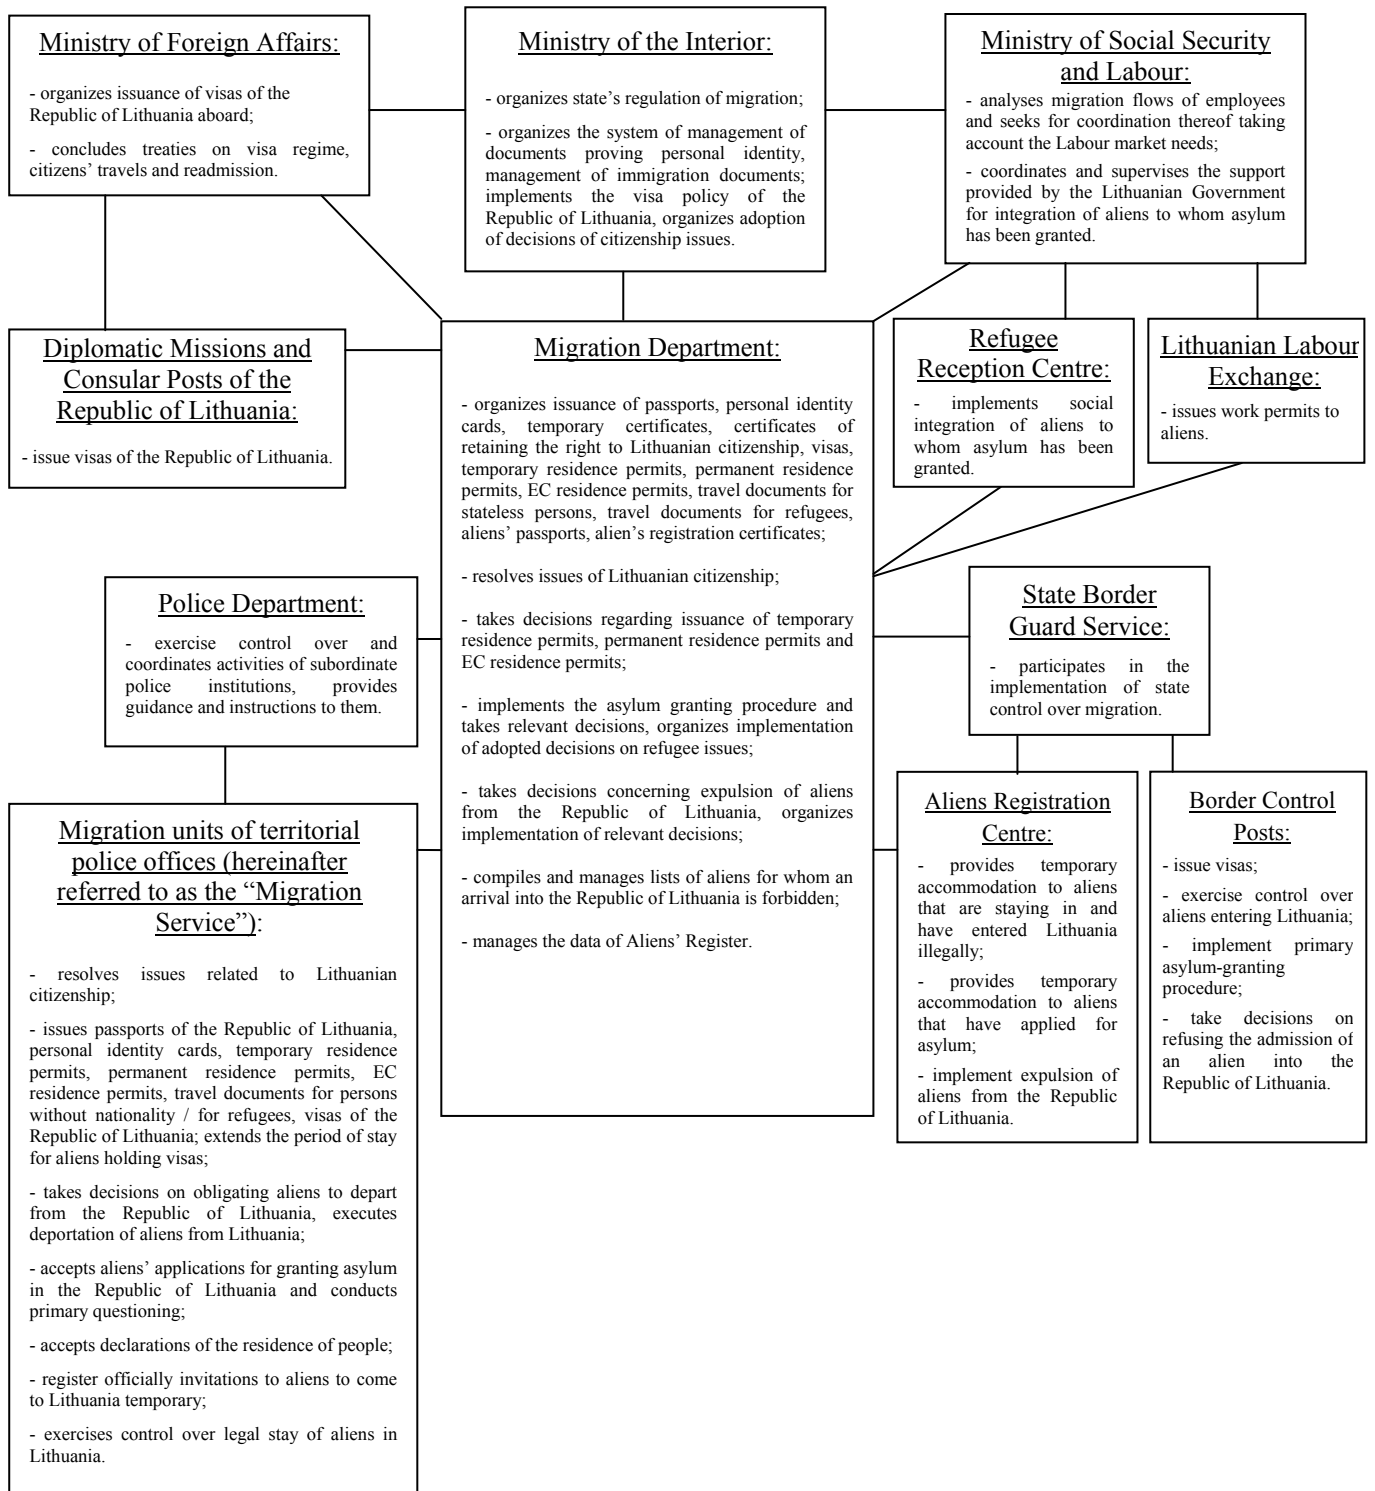 Ministry of Foreign Affairs:
- organizes issuance of visas of the
Republic of Lithuania aboard;
- concludes treaties on visa regime,
citizens' travels and readmission.
Ministry of the Interior:
- organizes state's regulation of migration;
- organizes the system of management of
documents proving personal identity,
management of immigration documents;
implements the visa policy of the
Republic of Lithuania, organizes adoption
of decisions of citizenship issues.
Ministry of Social Security
and Labour:
- analyses migration flows of employees
and seeks for coordination thereof taking
account the Labour market needs;
- coordinates and supervises the support
provided by the Lithuanian Government
for integration of aliens to whom asylum
has been granted.
Diplomatic Missions and
Consular Posts of the
Republic of Lithuania:
- issue visas of the Republic of Lithuania.
Migration Department:
- organizes issuance of passports, personal identity
cards, temporary certificates, certificates of
retaining the right to Lithuanian citizenship, visas,
temporary residence permits, permanent residence
permits, EC residence permits, travel documents for
stateless persons, travel documents for refugees,
aliens' passports, alien's registration certificates;
- resolves issues of Lithuanian citizenship;
- takes decisions regarding issuance of temporary
residence permits, permanent residence permits and
EC residence permits;
- implements the asylum granting procedure and
takes relevant decisions, organizes implementation
of adopted decisions on refugee issues;
- takes decisions concerning expulsion of aliens
from the Republic of Lithuania, organizes
implementation of relevant decisions;
- compiles and manages lists of aliens for whom an
arrival into the Republic of Lithuania is forbidden;
- manages the data of Aliens' Register.
Refugee
Reception Centre:
- implements social
integration of aliens to
whom asylum has been
granted.
Lithuanian Labour
Exchange:
- issues work permits to
aliens.
Police Department:
- exercise control over and
coordinates activities of subordinate
police institutions, provides
guidance and instructions to them.
State Border
Guard Service:
- participates in the
implementation of state
control over migration.
Migration units of territorial
police offices (hereinafter
referred to as the “Migration
Service”):
- resolves issues related to Lithuanian
citizenship;
- issues passports of the Republic of Lithuania,
personal identity cards, temporary residence
permits, permanent residence permits, EC
residence permits, travel documents for persons
without nationality / for refugees, visas of the
Republic of Lithuania; extends the period of stay
for aliens holding visas;
- takes decisions on obligating aliens to depart
from the Republic of Lithuania, executes
deportation of aliens from Lithuania;
- accepts aliens' applications for granting asylum
in the Republic of Lithuania and conducts
primary questioning;
- accepts declarations of the residence of people;
- register officially invitations to aliens to come
to Lithuania temporary;
- exercises control over legal stay of aliens in
Lithuania.
Aliens Registration
Centre:
- provides temporary
accommodation to aliens
that are staying in and
have entered Lithuania
illegally;
- provides temporary
accommodation to aliens
that have applied for
asylum;
- implement expulsion of
aliens from the Republic
of Lithuania.
Border Control
Posts:
- issue visas;
- exercise control over
aliens entering Lithuania;
- implement primary
asylum-granting
procedure;
- take decisions on
refusing the admission of
an alien into the
Republic of Lithuania.